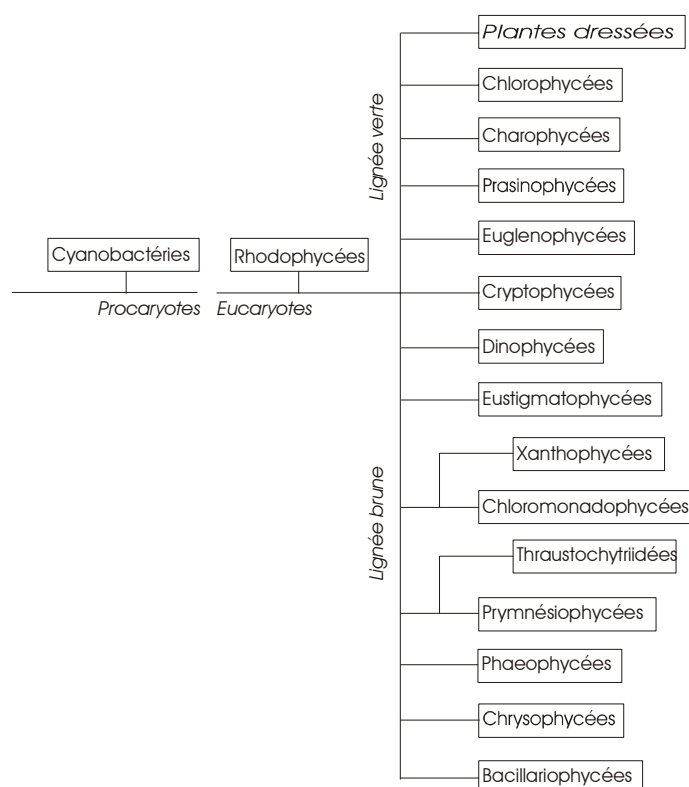 Plantes dressées
Chlorophycées
Lignée verte
Charophycées
Prasinophycées
Euglenophycées
Cyanobactéries
Rhodophycées
Cryptophycées
Procaryotes
Eucaryotes
Dinophycées
Eustigmatophycées
Xanthophycées
Lignée brune
Chloromonadophycées
Thraustochytriidées
Prymnésiophycées
Phaeophycées
Chrysophycées
Bacillariophycées